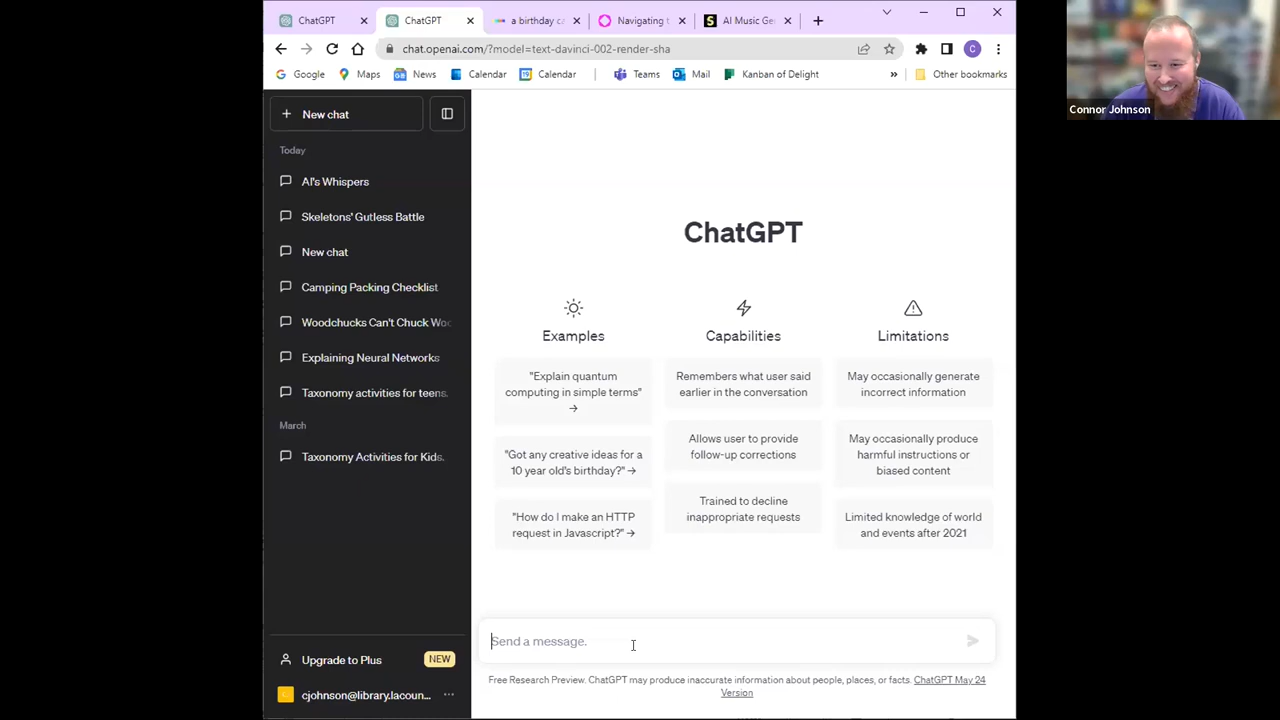 ChatGPT
ChatGPT
a birthday ca
Navigating t
AI Music Ge
chat.openai.com/?model=text-davinci-002-render-sha
C
Google
Maps
News
Calendar
Calendar
Teams
Mail
Kanban of Delight
»
Other bookmarks
Connor Johnson
+ New chat
Today
AI's Whispers
Skeletons' Gutless Battle
New chat
Camping Packing Checklist
Woodchucks Can't Chuck Woo
Explaining Neural Networks
Taxonomy activities for teens.
March
Taxonomy Activities for Kids.
Upgrade to Plus
NEW
cjohnson@library.lacoun...
ChatGPT
Examples
"Explain quantum
computing in simple terms"
→
"Got any creative ideas for a
10 year old's birthday?" →
"How do I make an HTTP
request in Javascript?" →
Capabilities
Remembers what user said
earlier in the conversation
Allows user to provide
follow-up corrections
Trained to decline
inappropriate requests
Limitations
May occasionally generate
incorrect information
May occasionally produce
harmful instructions or
biased content
Limited knowledge of world
and events after 2021
Send a message.
Free Research Preview. ChatGPT may produce inaccurate information about people, places, or facts. ChatGPT May 24
Version